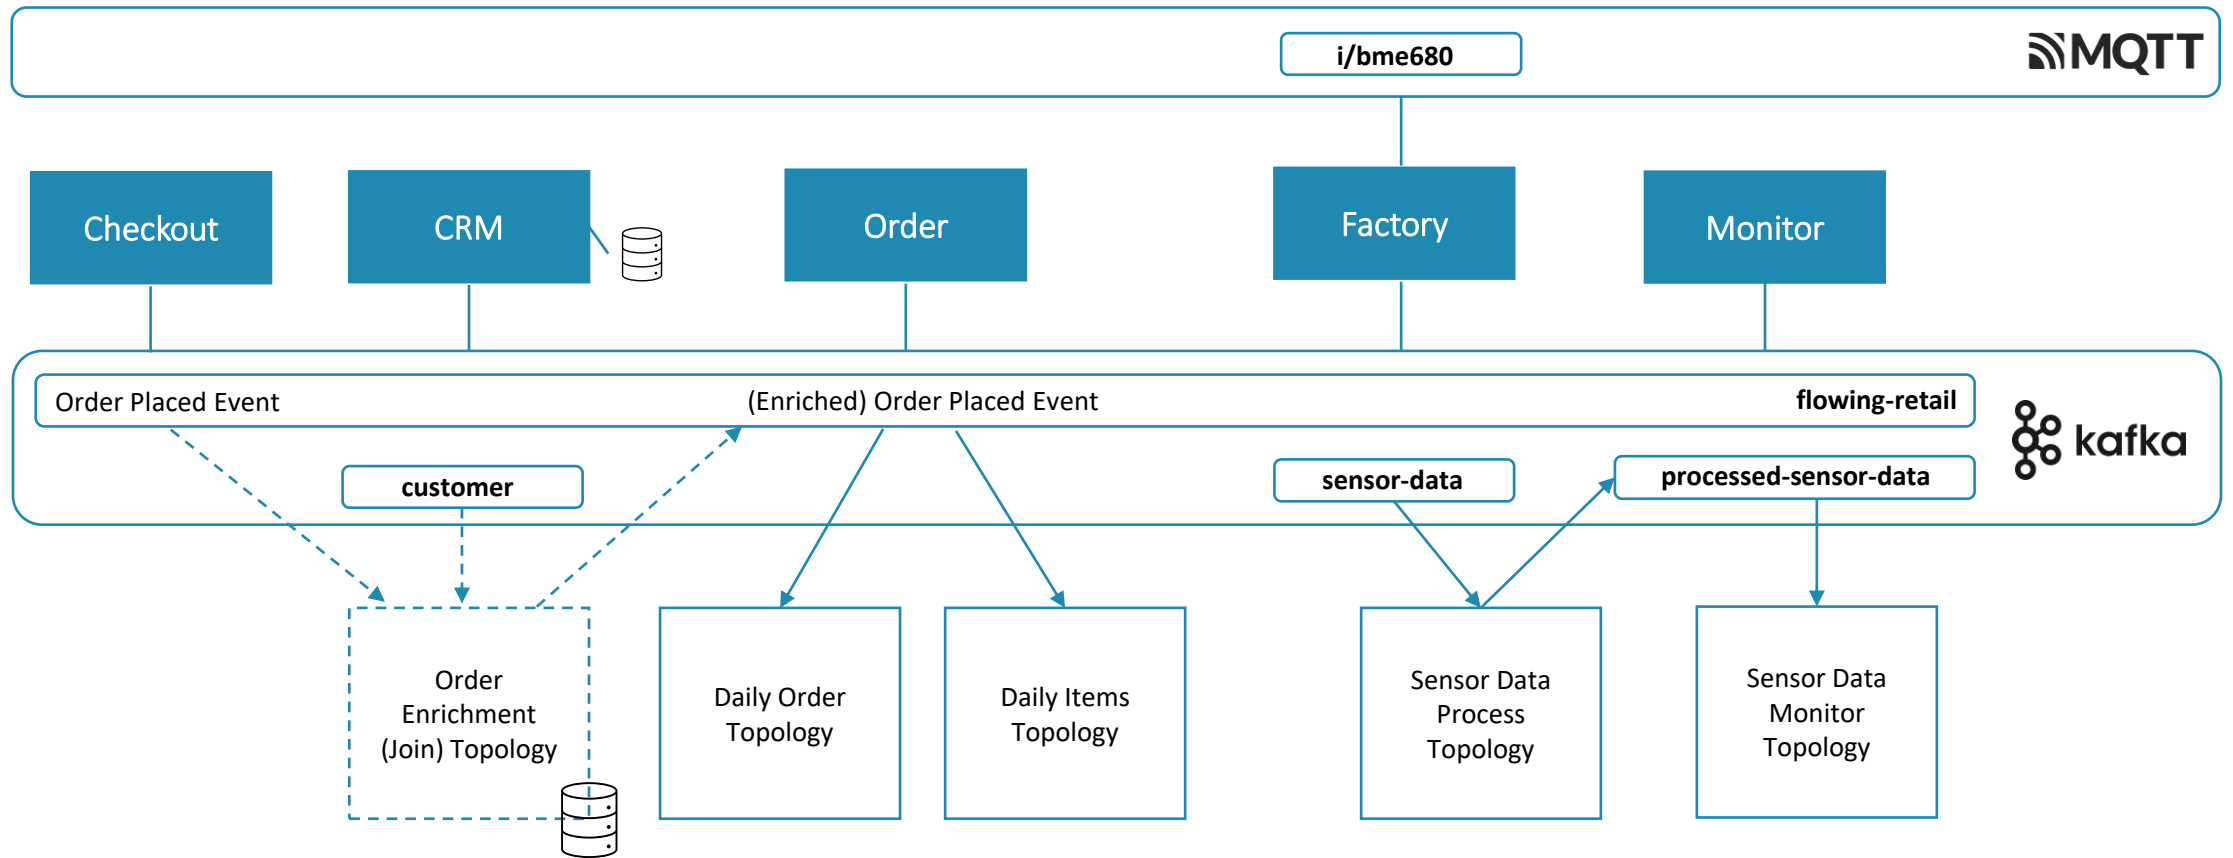 i/bme680
MQTT
Checkout
CRM
Order
Factory
Monitor
Order Placed Event
(Enriched) Order Placed Event
flowing-retail
kafka
customer
sensor-data
processed-sensor-data
Order
Enrichment
(Join) Topology
Daily Order
Topology
Daily Items
Topology
Sensor Data
Process
Topology
Sensor Data
Monitor
Topology